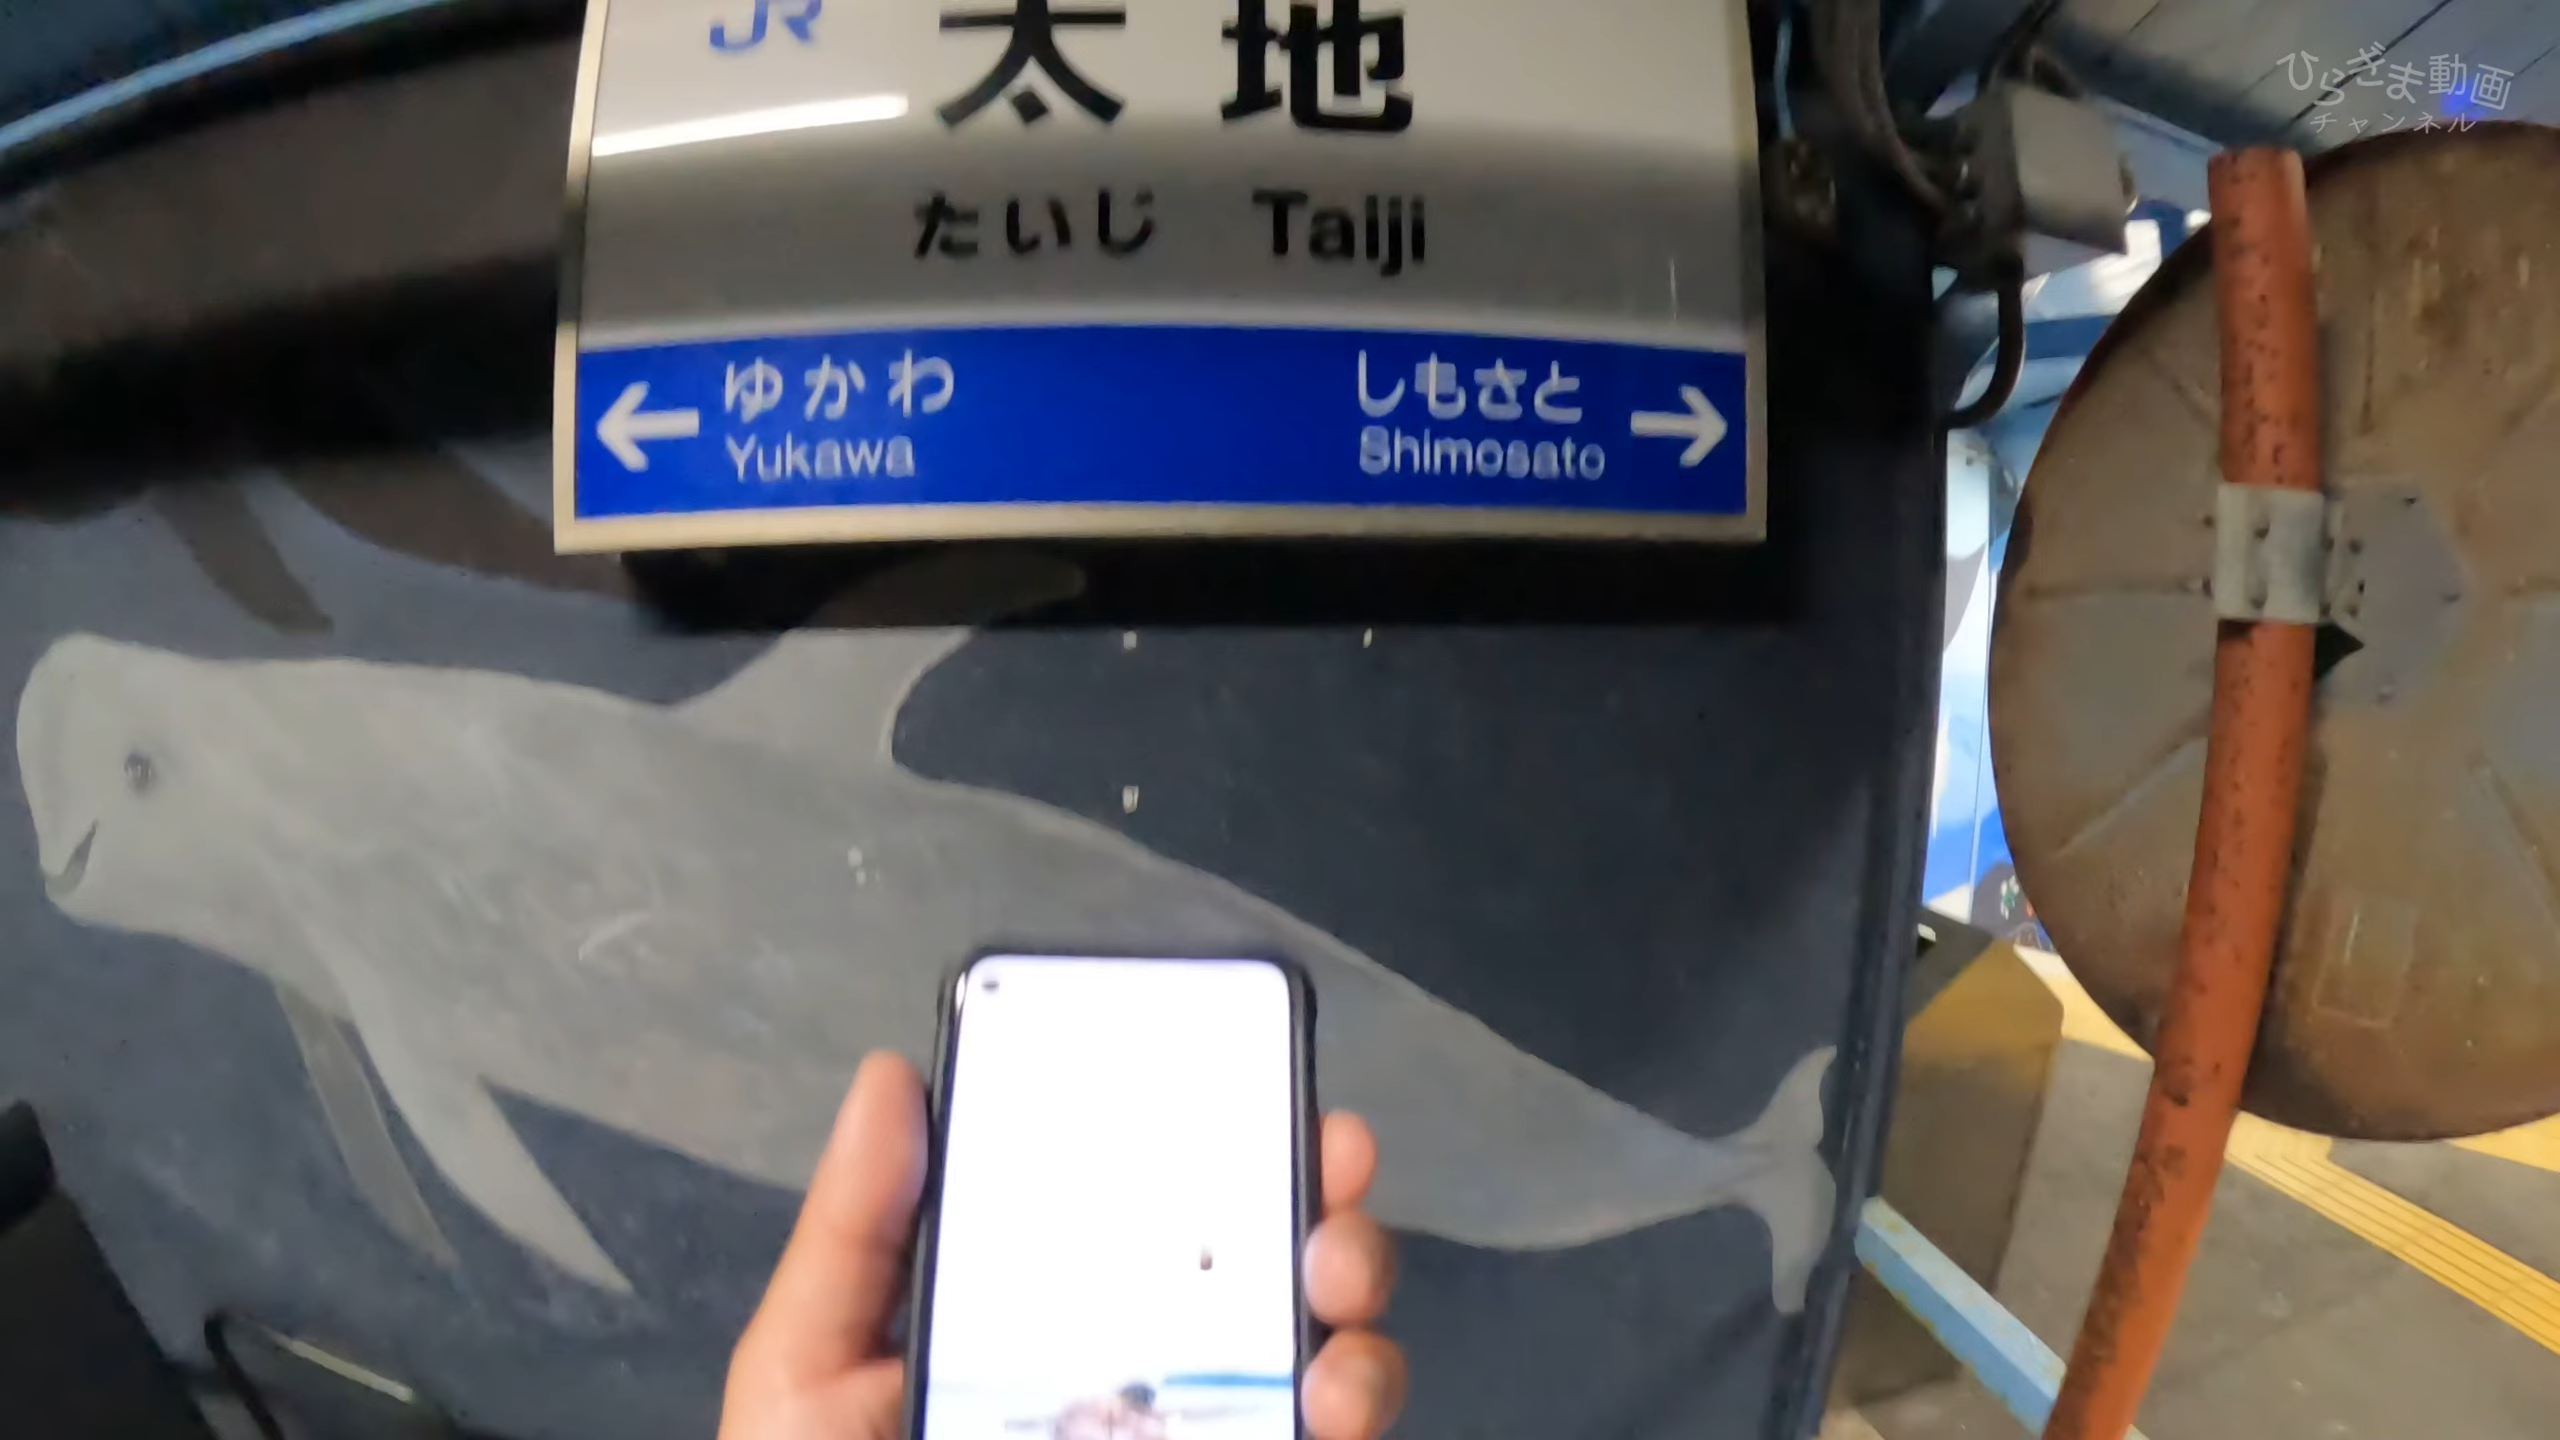 ひらざま動画
チャンネル
JR
太地
たいじ Taiji
← ゆかわ しもさと →
Yukawa Shimosato